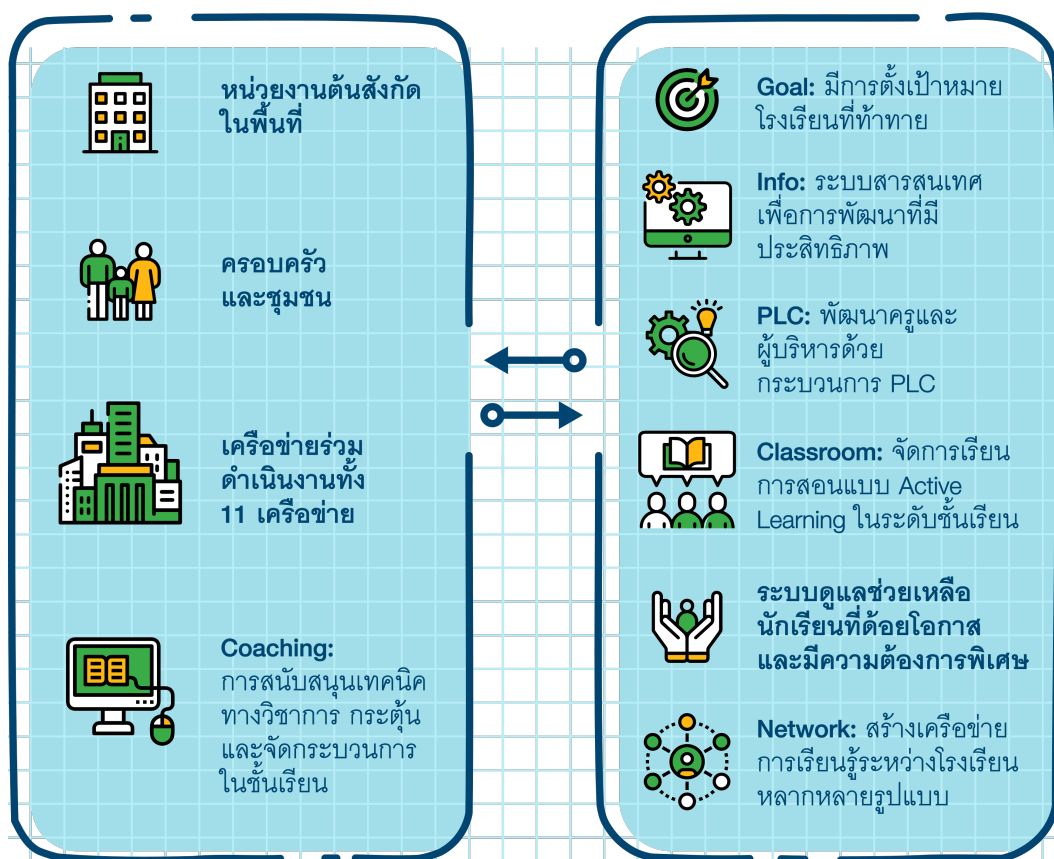 หน่วยงานต้นสังกัด
ในพื้นที่
ครอบครัว
และชุมชน
เครือข่ายร่วม
ดำเนินงานทั้ง
11 เครือข่าย
Coaching:
การสนับสนุนเทคนิค
ทางวิชาการ กระตุ้น
และจัดกระบวนการ
ในชั้นเรียน
Goal: มีการตั้งเป้าหมาย
โรงเรียนที่ท้าทาย
Info: ระบบสารสนเทศ
เพื่อการพัฒนาที่มี
ประสิทธิภาพ
PLC: พัฒนาครูและ
ผู้บริหารด้วย
กระบวนการ PLC
Classroom: จัดการเรียน
การสอนแบบ Active
Learning ในระดับชั้นเรียน
ระบบดูแลช่วยเหลือ
นักเรียนที่ด้อยโอกาส
และมีความต้องการพิเศษ
Network: สร้างเครือข่าย
การเรียนรู้ระหว่างโรงเรียน
หลากหลายรูปแบบ